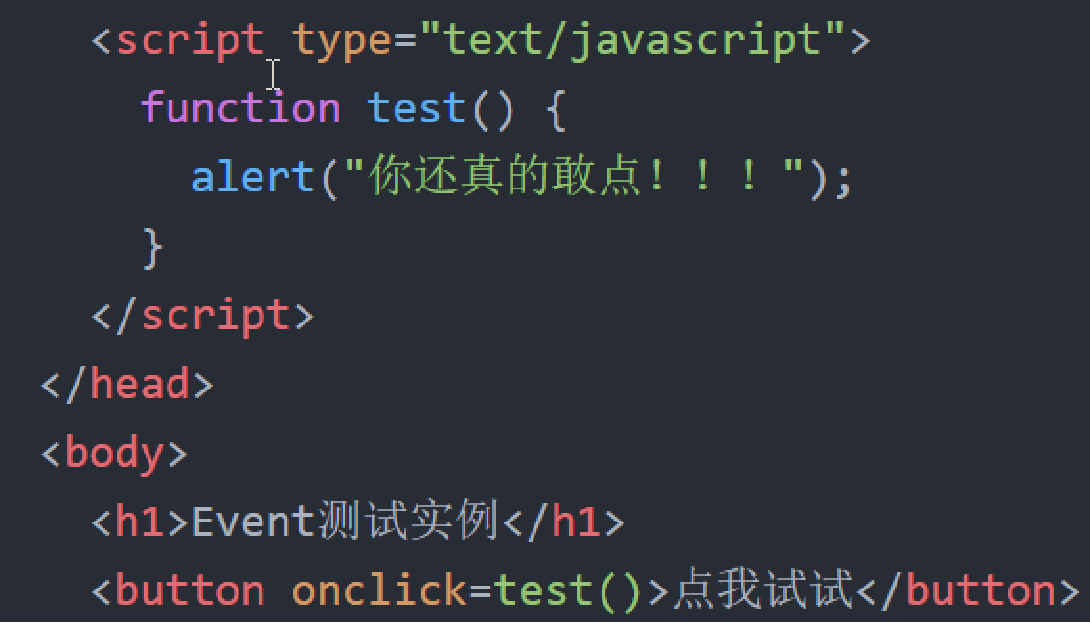 <script type="text/javascript">
function test() {
alert("你还真的敢点！！！");
}
</script>
</head>
<body>
<h1>Event测试实例</h1>
<button onclick=test()>点我试试</button>